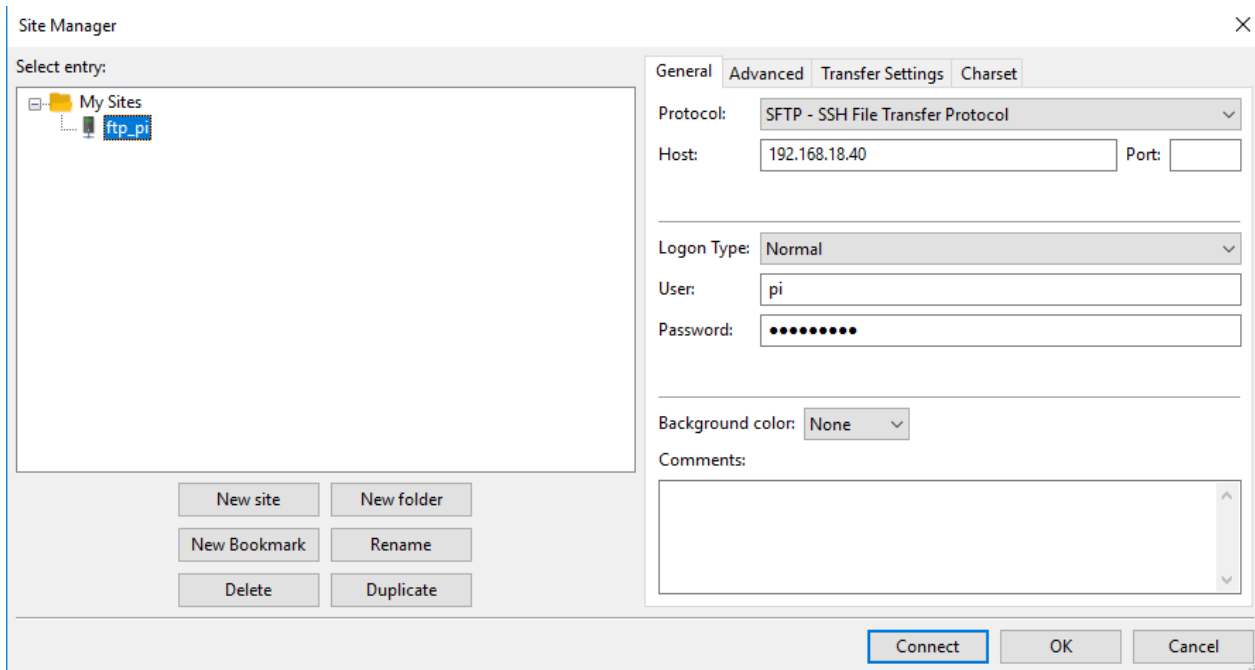 Site Manager
Select entry:
My Sites
ftp_pi
New site
New folder
New Bookmark
Rename
Delete
Duplicate
General
Advanced
Transfer Settings
Charset
Protocol:
SFTP - SSH File Transfer Protocol
Host:
192.168.18.40
Port:
Logon Type:
Normal
User:
pi
Password:
●●●●●●●●●
Background color:
None
Comments:
Connect
OK
Cancel